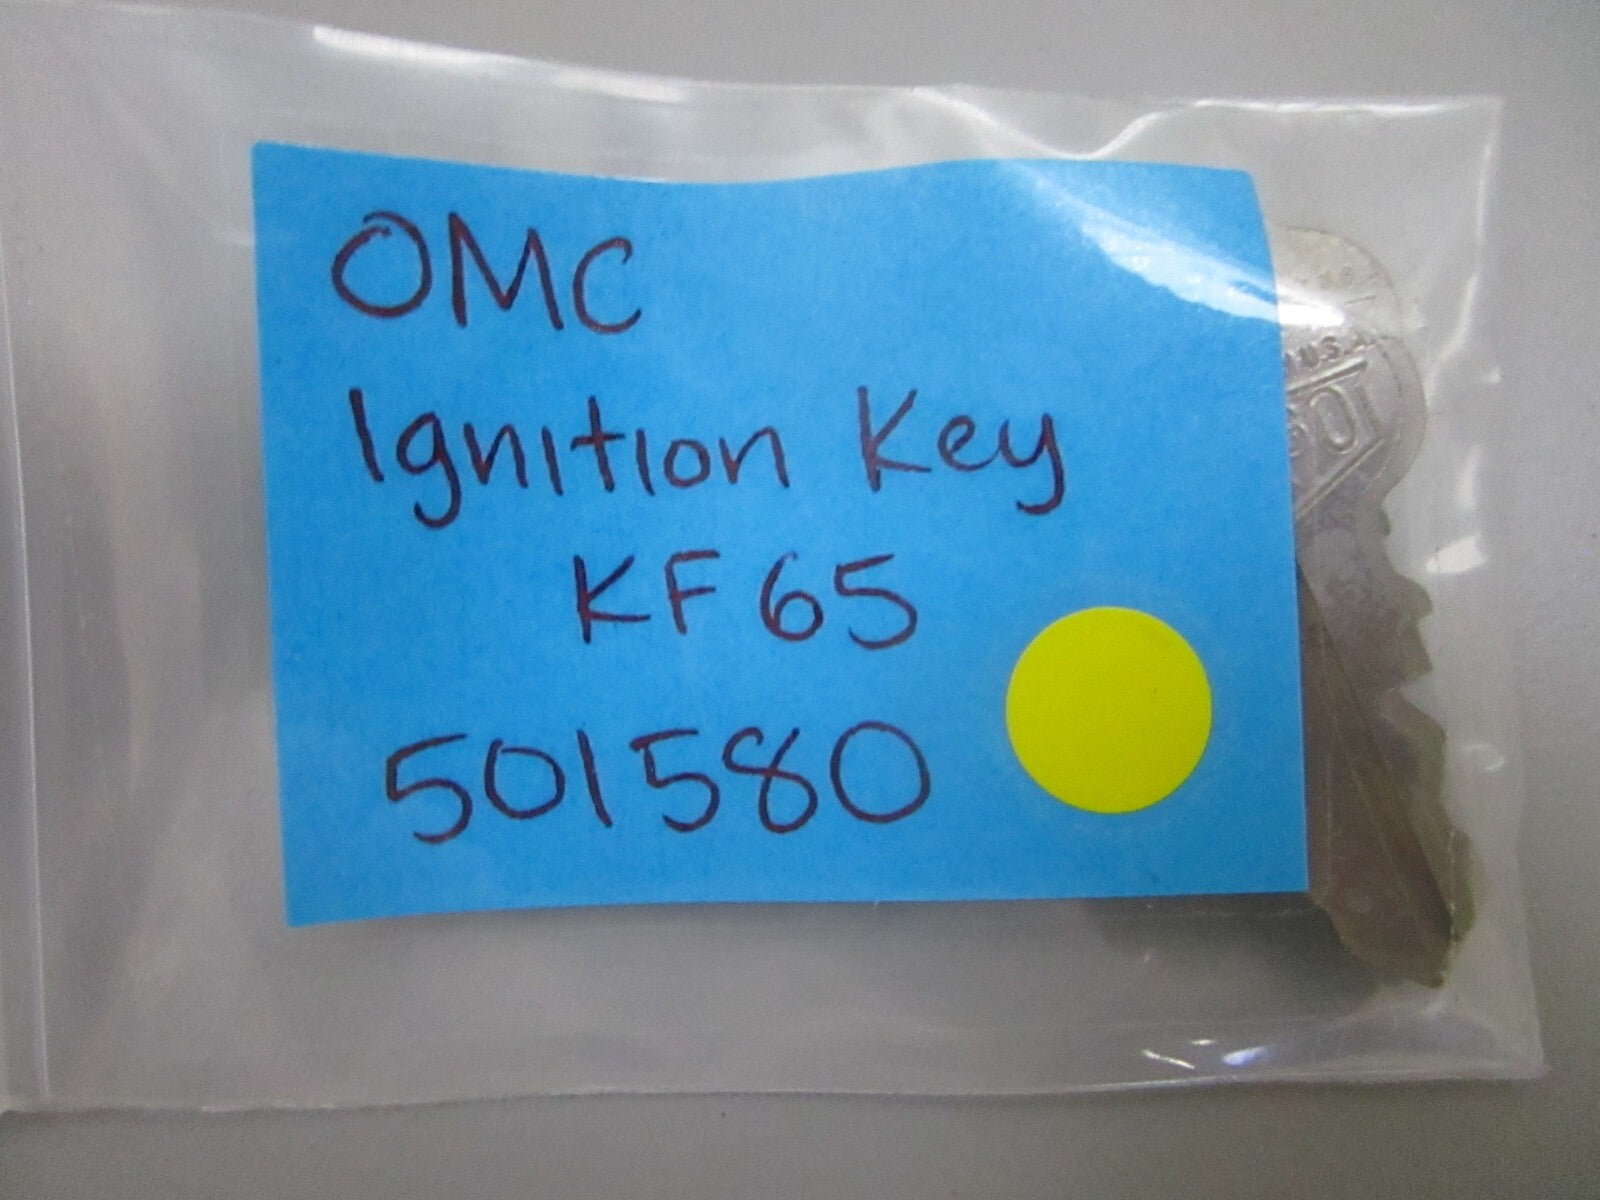 OMC
Ignition Key
KF65
501580
U.S.A.